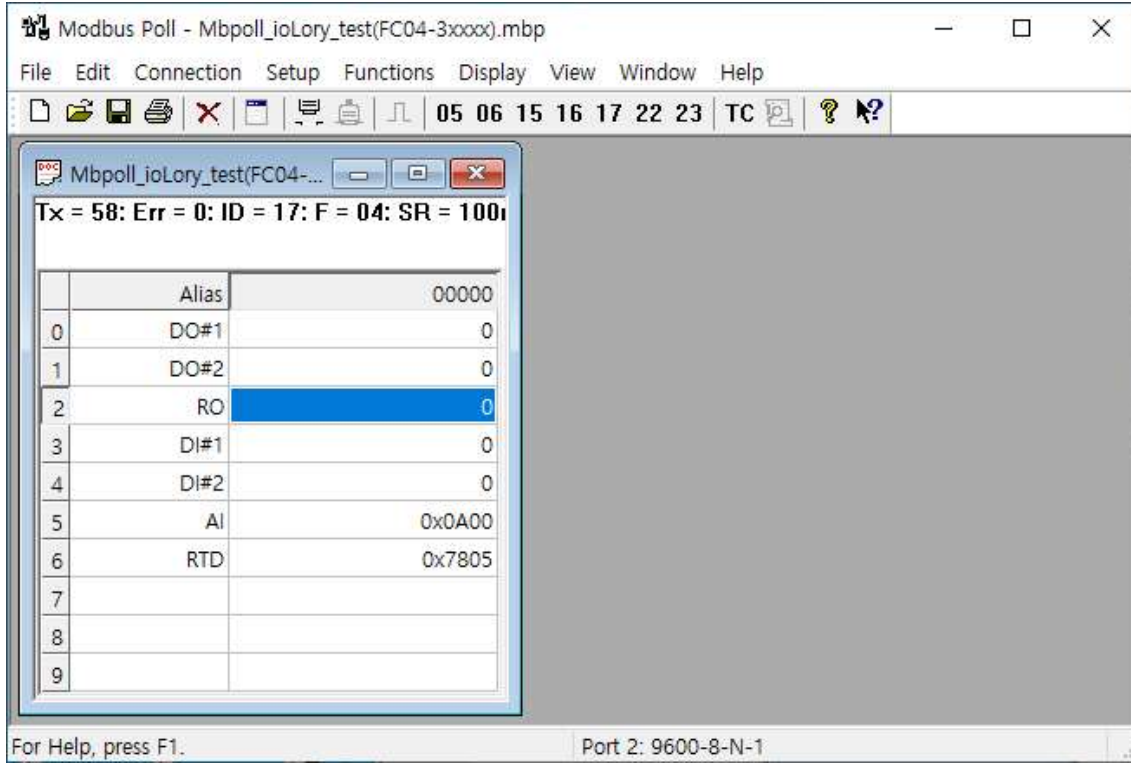 Modbus Poll - Mbpoll_ioLory_test(FC04-3xxxx).mbp
File Edit Connection Setup Functions Display View Window Help
05 06 15 16 17 22 23 TC
Mbpoll_ioLory_test(FC04-...
Tx = 58: Err = 0: ID = 17: F = 04: SR = 100
Alias 00000
0 DO#1 0
1 DO#2 0
2 RO 0
3 DI#1 0
4 DI#2 0
5 AI 0x0A00
6 RTD 0x7805
7
8
9
For Help, press F1. Port 2: 9600-8-N-1